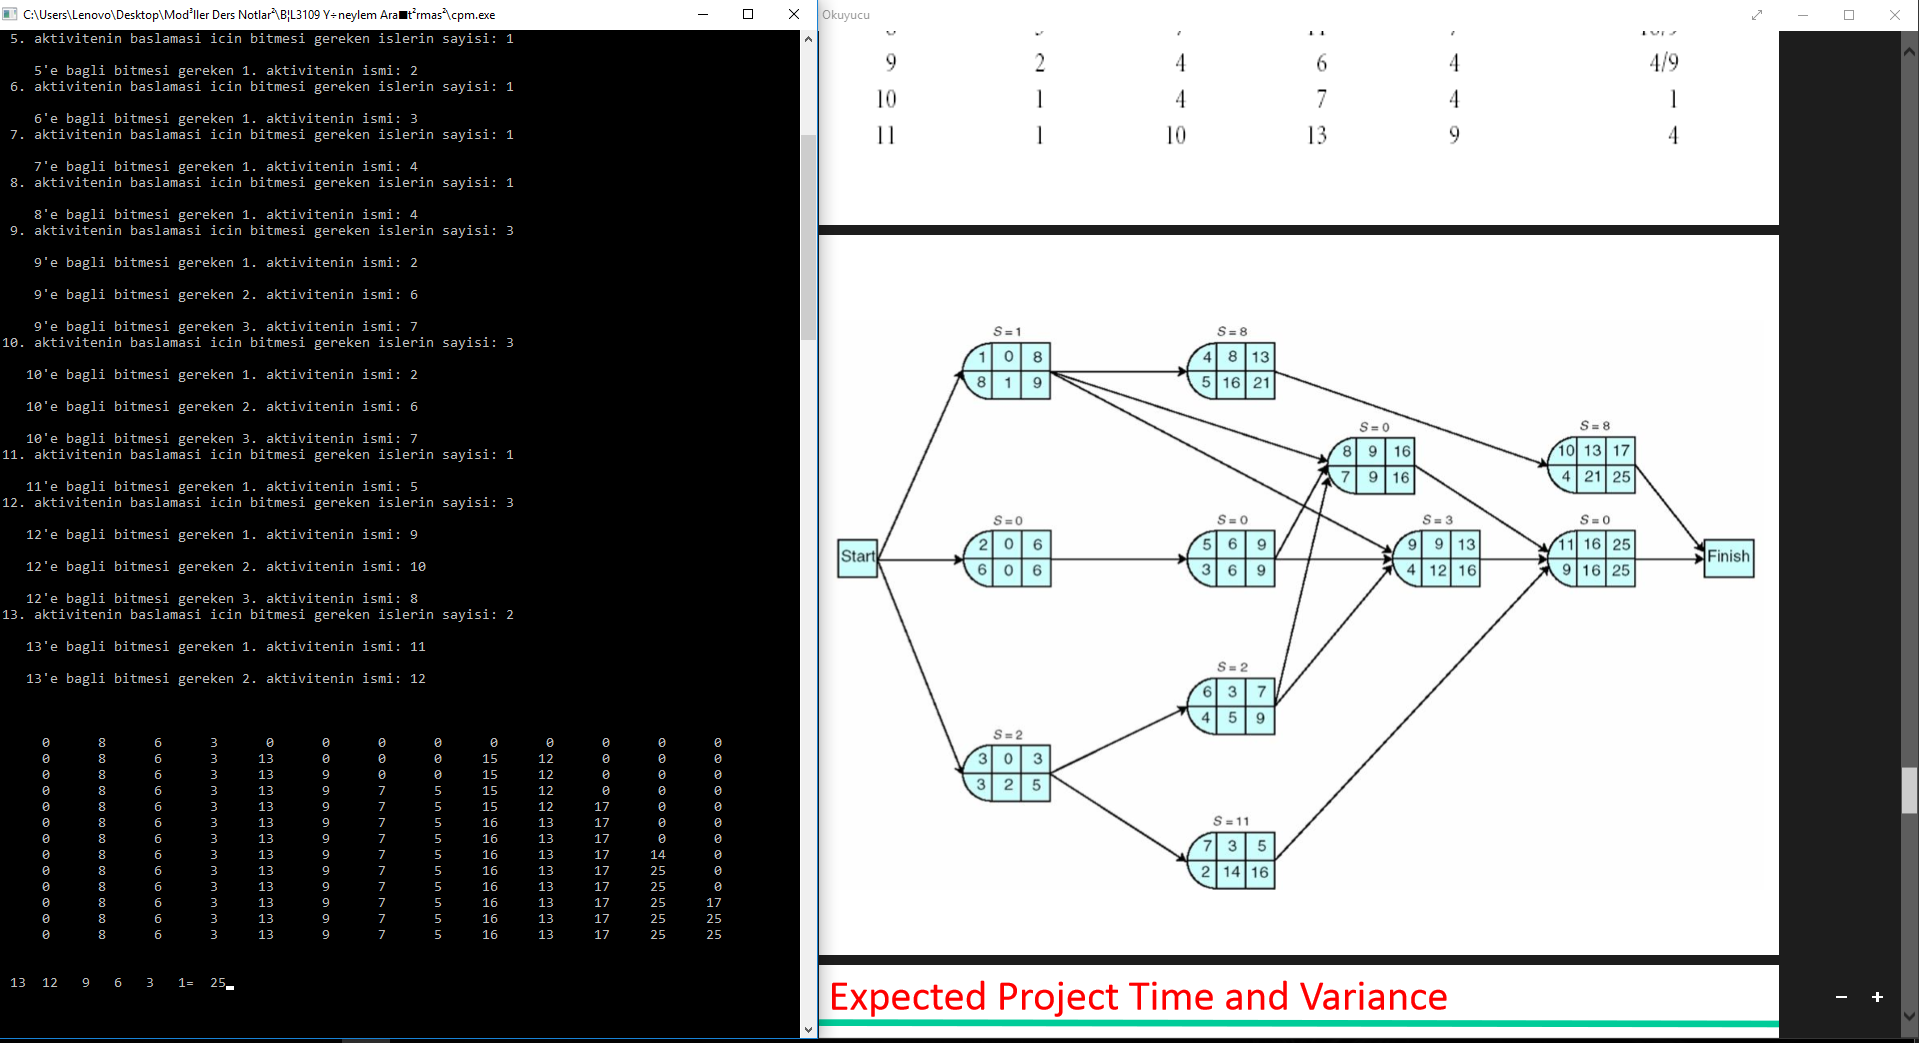 C:\Users\Lenovo\Desktop\Mod³ller Ders Notlar²\B¦L3109 Y÷neylem Ara■t²rmas²\cpm.exe
5. aktivitenin baslamasi icin bitmesi gereken islerin sayisi: 1
5'e bagli bitmesi gereken 1. aktivitenin ismi: 2
6. aktivitenin baslamasi icin bitmesi gereken islerin sayisi: 1
6'e bagli bitmesi gereken 1. aktivitenin ismi: 3
7. aktivitenin baslamasi icin bitmesi gereken islerin sayisi: 1
7'e bagli bitmesi gereken 1. aktivitenin ismi: 4
8. aktivitenin baslamasi icin bitmesi gereken islerin sayisi: 1
8'e bagli bitmesi gereken 1. aktivitenin ismi: 4
9. aktivitenin baslamasi icin bitmesi gereken islerin sayisi: 3
9'e bagli bitmesi gereken 1. aktivitenin ismi: 2
9'e bagli bitmesi gereken 2. aktivitenin ismi: 6
9'e bagli bitmesi gereken 3. aktivitenin ismi: 7
10. aktivitenin baslamasi icin bitmesi gereken islerin sayisi: 3
10'e bagli bitmesi gereken 1. aktivitenin ismi: 2
10'e bagli bitmesi gereken 2. aktivitenin ismi: 6
10'e bagli bitmesi gereken 3. aktivitenin ismi: 7
11. aktivitenin baslamasi icin bitmesi gereken islerin sayisi: 1
11'e bagli bitmesi gereken 1. aktivitenin ismi: 5
12. aktivitenin baslamasi icin bitmesi gereken islerin sayisi: 3
12'e bagli bitmesi gereken 1. aktivitenin ismi: 9
12'e bagli bitmesi gereken 2. aktivitenin ismi: 10
12'e bagli bitmesi gereken 3. aktivitenin ismi: 8
13. aktivitenin baslamasi icin bitmesi gereken islerin sayisi: 2
13'e bagli bitmesi gereken 1. aktivitenin ismi: 11
13'e bagli bitmesi gereken 2. aktivitenin ismi: 12
0 8 6 3 0 0 0 0 0 0 0 0 0
0 8 6 3 13 0 0 0 15 12 0 0 0
0 8 6 3 13 9 0 0 15 12 0 0 0
0 8 6 3 13 9 7 5 15 12 0 0 0
0 8 6 3 13 9 7 5 15 12 17 0 0
0 8 6 3 13 9 7 5 16 13 17 0 0
0 8 6 3 13 9 7 5 16 13 17 0 0
0 8 6 3 13 9 7 5 16 13 17 14 0
0 8 6 3 13 9 7 5 16 13 17 25 0
0 8 6 3 13 9 7 5 16 13 17 25 0
0 8 6 3 13 9 7 5 16 13 17 25 17
0 8 6 3 13 9 7 5 16 13 17 25 25
0 8 6 3 13 9 7 5 16 13 17 25 25
13 12 9 6 3 1= 25
Okuyucu
9 2 4 6 4 4/9
10 1 4 7 4 1
11 1 10 13 9 4
S=1
1 0 8
8 1 9
S=8
4 8 13
5 16 21
S=0
8 9 16
7 9 16
S=8
10 13 17
4 21 25
Start
S=0
2 0 6
6 0 6
S=0
5 6 9
3 6 9
S=3
9 9 13
4 12 16
S=0
11 16 25
9 16 25
Finish
S=2
6 3 7
4 5 9
S=2
3 0 3
3 2 5
S=11
7 3 5
2 14 16
Expected Project Time and Variance